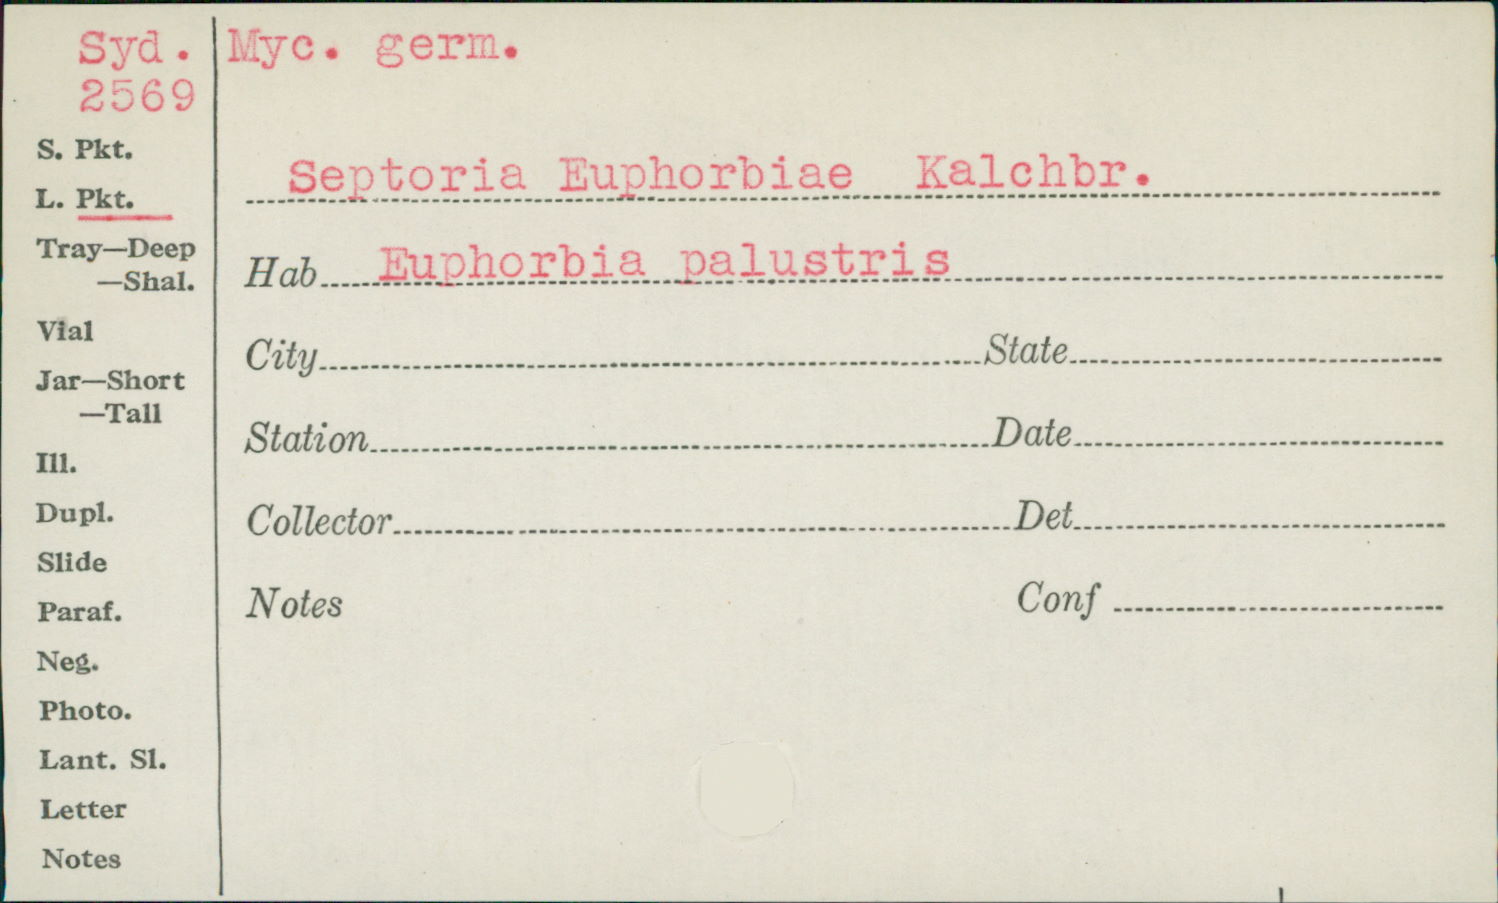 Syd. Myc. germ.
2569
S. Pkt.
L. Pkt.
Tray—Deep
—Shal.
Vial
Jar—Short
—Tall
Ill.
Dupl.
Slide
Paraf.
Neg.
Photo.
Lant. Sl.
Letter
Notes
Septoria Euphorbiae Kalchbr.
Hab Euphorbia palustris
City State
Station Date
Collector Det
Notes Conf